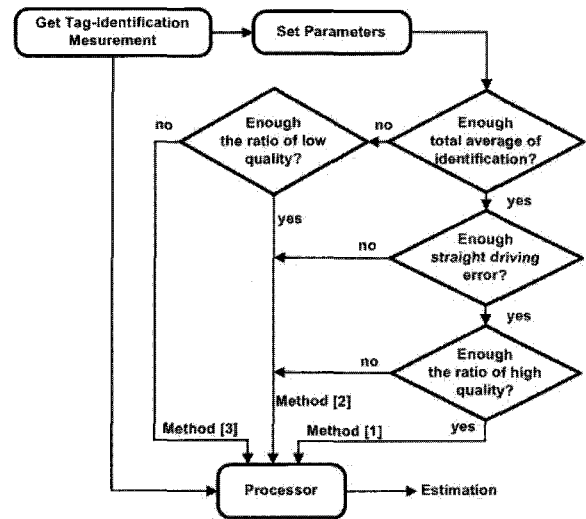 Get Tag-Identification
Mesurement
Set Parameters
no
Enough
the ratio of low
quality?
no
Enough
total average of
identification?
yes
yes
no
Enough
straight driving
error?
yes
no
Enough
the ratio of high
quality?
Method [2]
Method [3]
Method [1]
yes
Processor
Estimation